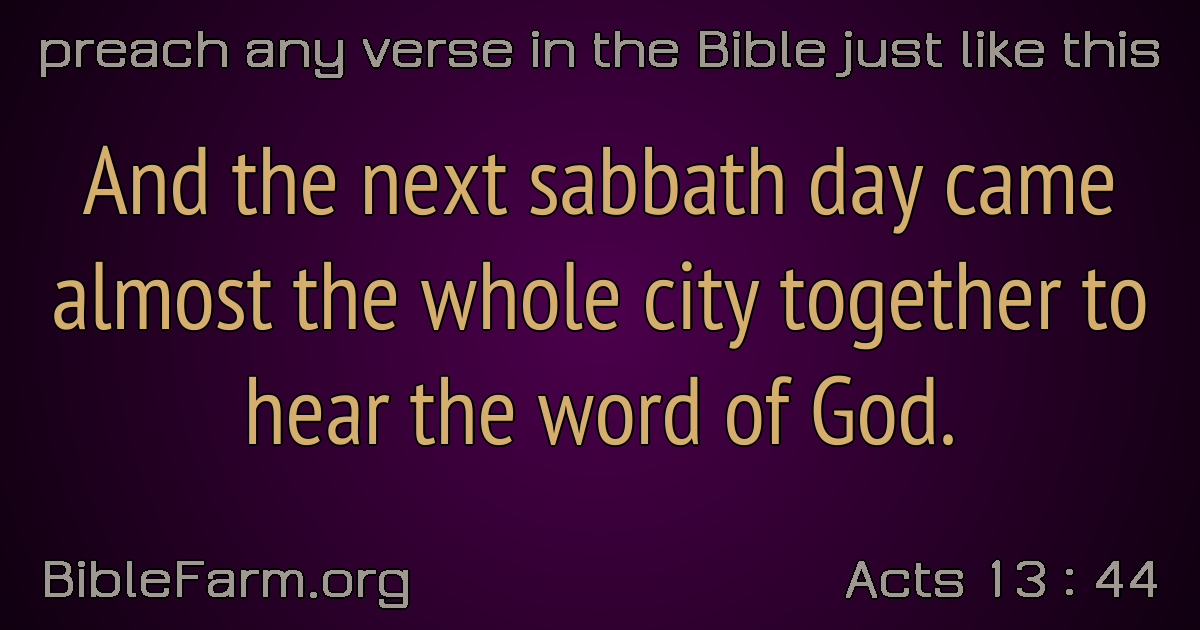 preach any verse in the Bible just like this
And the next sabbath day came
almost the whole city together to
hear the word of God.
BibleFarm.org
Acts 13 : 44